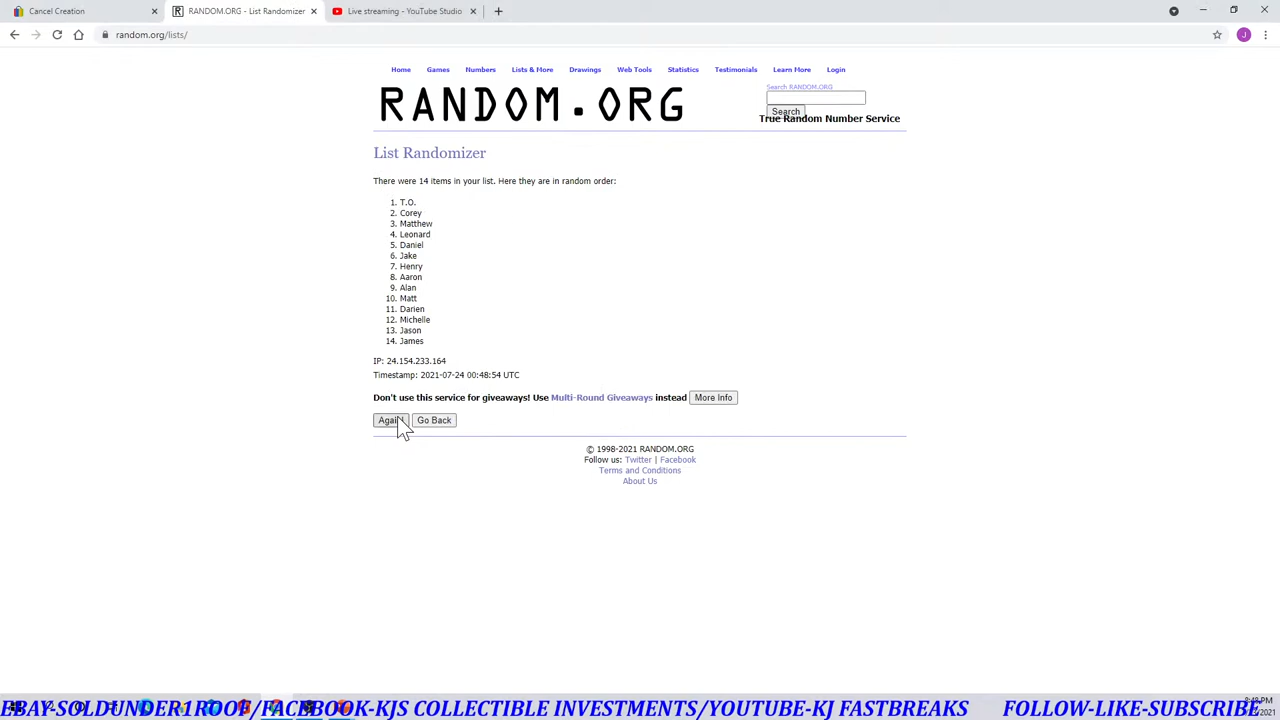 Cancel Creation
RANDOM.ORG - List Randomizer
Live streaming - YouTube Studio
random.org/lists/
J
Home Games Numbers Lists & More Drawings Web Tools Statistics Testimonials Learn More Login
RANDOM.ORG
Search RANDOM.ORG
Search
True Random Number Service
List Randomizer
There were 14 items in your list. Here they are in random order:
1. T.O.
2. Corey
3. Matthew
4. Leonard
5. Daniel
6. Jake
7. Henry
8. Aaron
9. Alan
10. Matt
11. Darien
12. Michelle
13. Jason
14. James
IP: 24.154.233.164
Timestamp: 2021-07-24 00:48:54 UTC
Don't use this service for giveaways! Use Multi-Round Giveaways instead More Info
Again! Go Back
© 1998-2021 RANDOM.ORG
Follow us: Twitter | Facebook
Terms and Conditions
About Us
EBAY-SOLDUNDER1ROOF/FACEBOOK-KJS COLLECTIBLE INVESTMENTS/YOUTUBE-KJ FASTBREAKS FOLLOW-LIKE-SUBSCRIBE